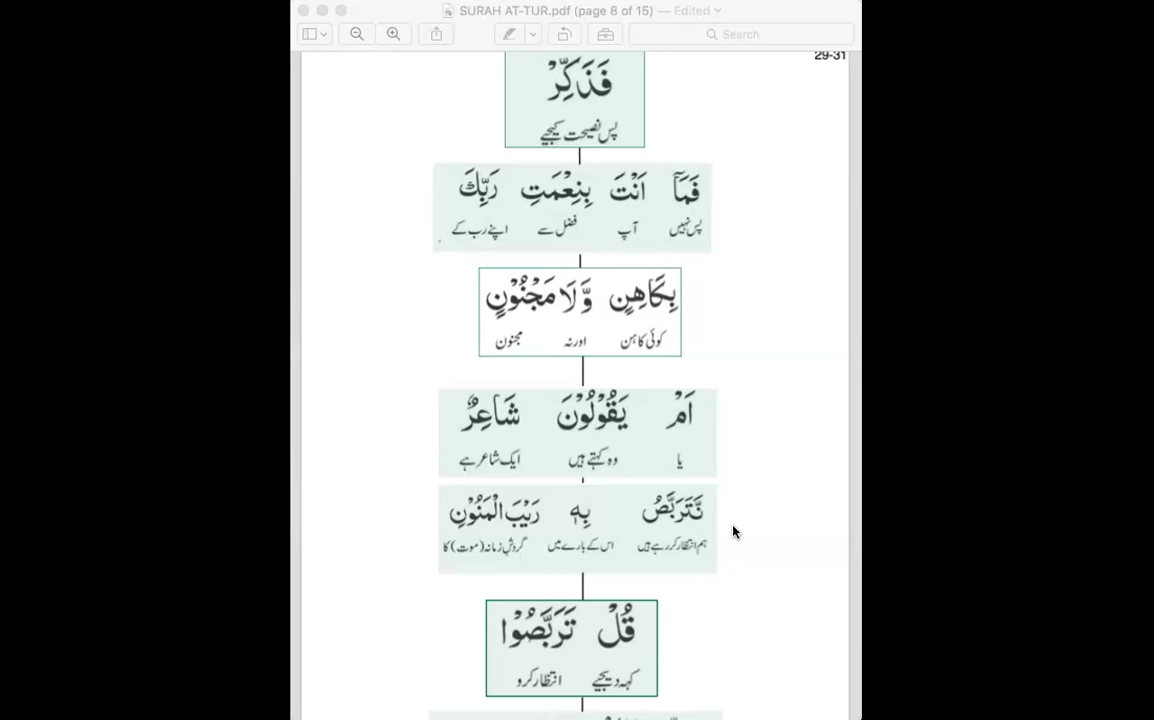 SURAH AT-TUR.pdf (page 8 of 15) — Edited
Search
29-31
فَذَكِّرْ
پس نصیحت کیجیے
فَمَآ اَنْتَ بِنِعْمَتِ رَبِّكَ
پس نہیں آپ فضل سے اپنے رب کے
بِكَاهِنٍ وَّلَا مَجْنُوْنٍ
کوئی کاہن اور نہ مجنون
اَمْ يَقُوْلُوْنَ شَاعِرٌ
یا وہ کہتے ہیں ایک شاعر ہے
نَّتَرَبَّصُ بِهٖ رَيْبَ الْمَنُوْنِ
ہم انتظار کر رہے ہیں اس کے بارے میں گردشِ زمانہ (موت) کا
قُلْ تَرَبَّصُوْا
کہہ دیجیے انتظار کرو